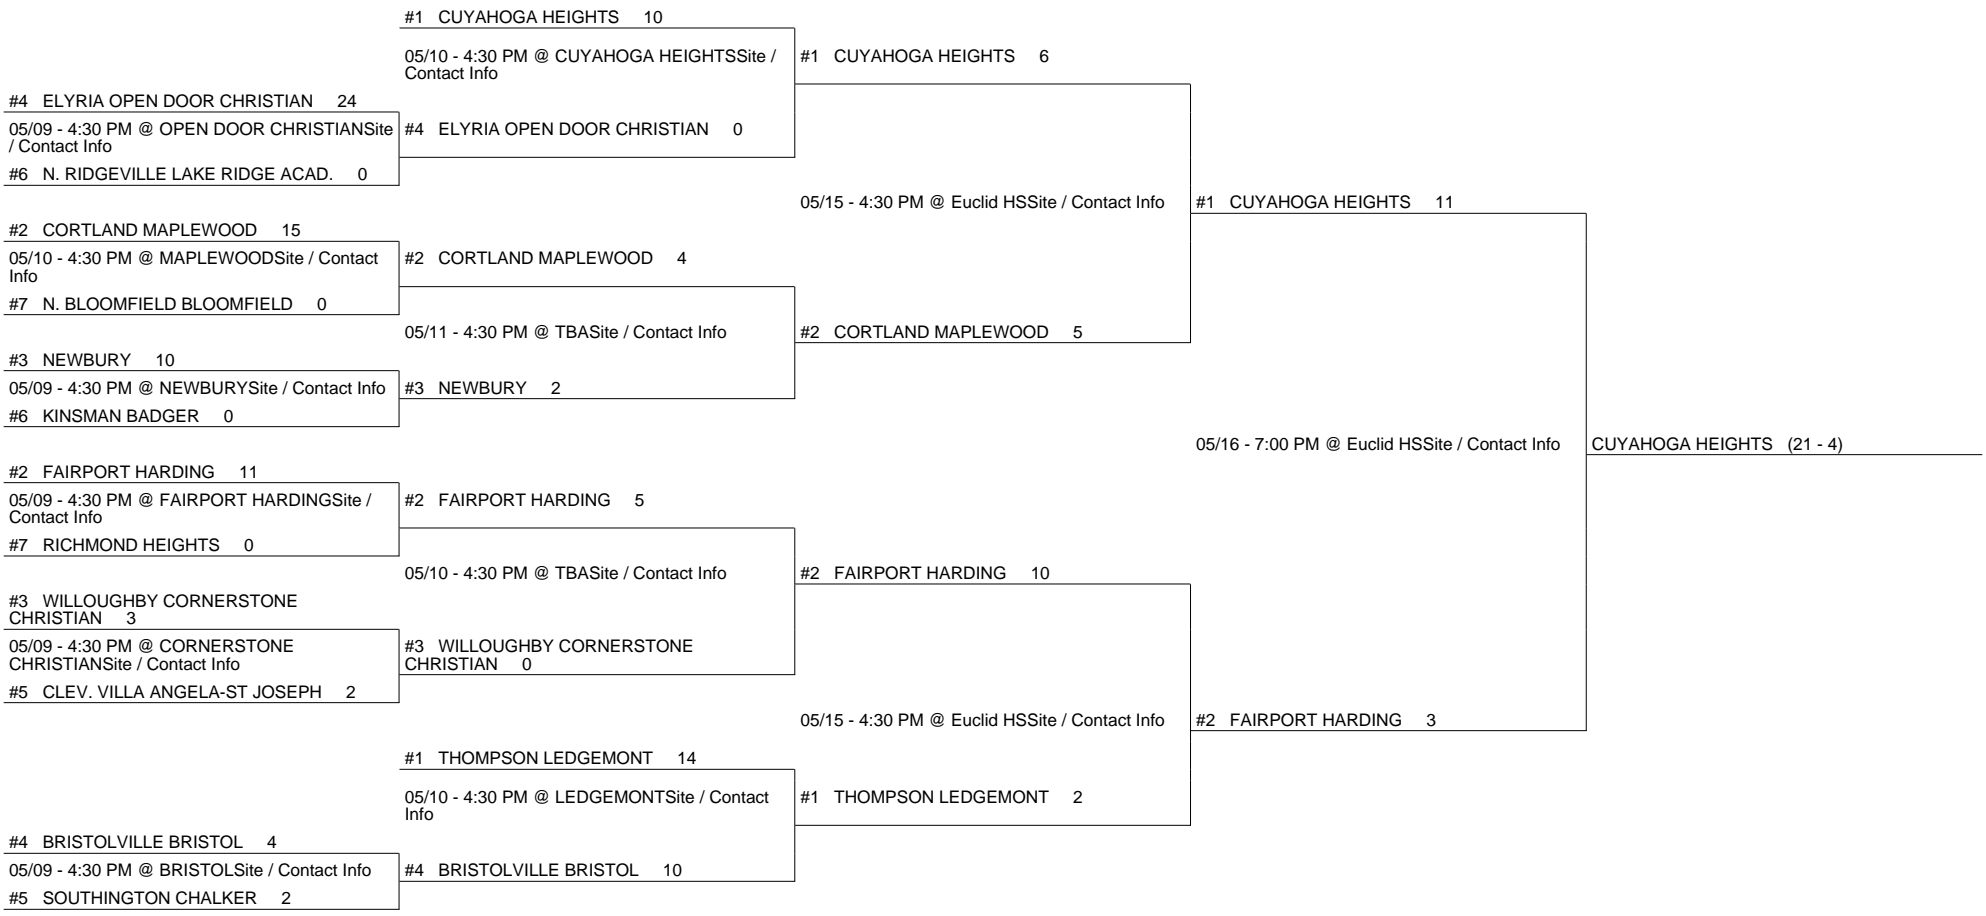 #1 CUYAHOGA HEIGHTS 10
05/10 - 4:30 PM @ CUYAHOGA HEIGHTSSite /
Contact Info
#1 CUYAHOGA HEIGHTS 6
#4 ELYRIA OPEN DOOR CHRISTIAN 24
05/09 - 4:30 PM @ OPEN DOOR CHRISTIANSite
/ Contact Info
#4 ELYRIA OPEN DOOR CHRISTIAN 0
#6 N. RIDGEVILLE LAKE RIDGE ACAD. 0
05/15 - 4:30 PM @ Euclid HSSite / Contact Info
#1 CUYAHOGA HEIGHTS 11
#2 CORTLAND MAPLEWOOD 15
05/10 - 4:30 PM @ MAPLEWOODSite / Contact
Info
#2 CORTLAND MAPLEWOOD 4
#7 N. BLOOMFIELD BLOOMFIELD 0
05/11 - 4:30 PM @ TBASite / Contact Info
#2 CORTLAND MAPLEWOOD 5
#3 NEWBURY 10
05/09 - 4:30 PM @ NEWBURYSite / Contact Info
#3 NEWBURY 2
#6 KINSMAN BADGER 0
05/16 - 7:00 PM @ Euclid HSSite / Contact Info
CUYAHOGA HEIGHTS (21 - 4)
#2 FAIRPORT HARDING 11
05/09 - 4:30 PM @ FAIRPORT HARDINGSite /
Contact Info
#2 FAIRPORT HARDING 5
#7 RICHMOND HEIGHTS 0
05/10 - 4:30 PM @ TBASite / Contact Info
#2 FAIRPORT HARDING 10
#3 WILLOUGHBY CORNERSTONE
CHRISTIAN 3
05/09 - 4:30 PM @ CORNERSTONE
CHRISTIANSite / Contact Info
#3 WILLOUGHBY CORNERSTONE
CHRISTIAN 0
#5 CLEV. VILLA ANGELA-ST JOSEPH 2
05/15 - 4:30 PM @ Euclid HSSite / Contact Info
#2 FAIRPORT HARDING 3
#1 THOMPSON LEDGEMONT 14
05/10 - 4:30 PM @ LEDGEMONTSite / Contact
Info
#1 THOMPSON LEDGEMONT 2
#4 BRISTOLVILLE BRISTOL 4
05/09 - 4:30 PM @ BRISTOLSite / Contact Info
#4 BRISTOLVILLE BRISTOL 10
#5 SOUTHINGTON CHALKER 2